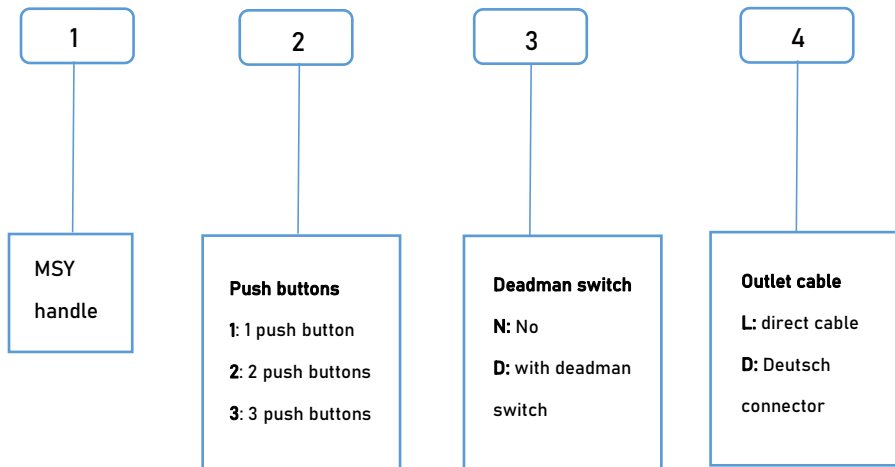 1
2
3
4
MSY
handle
Push buttons
1: 1 push button
2: 2 push buttons
3: 3 push buttons
Deadman switch
N: No
D: with deadman
switch
Outlet cable
L: direct cable
D: Deutsch
connector